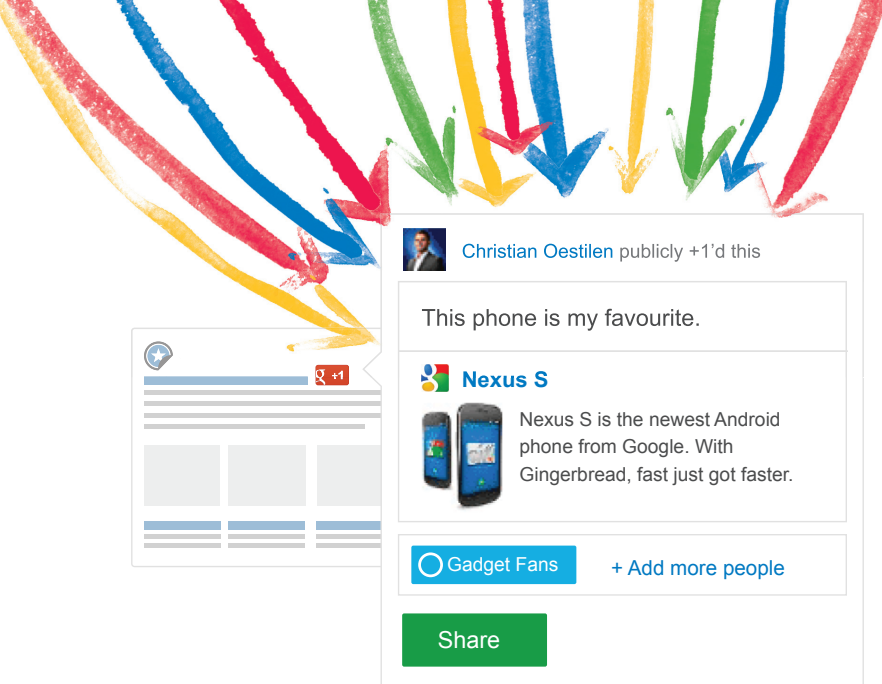 Christian Oestilen publicly +1'd this
This phone is my favourite.
+1
Nexus S
Nexus S is the newest Android
phone from Google. With
Gingerbread, fast just got faster.
Gadget Fans
+ Add more people
Share